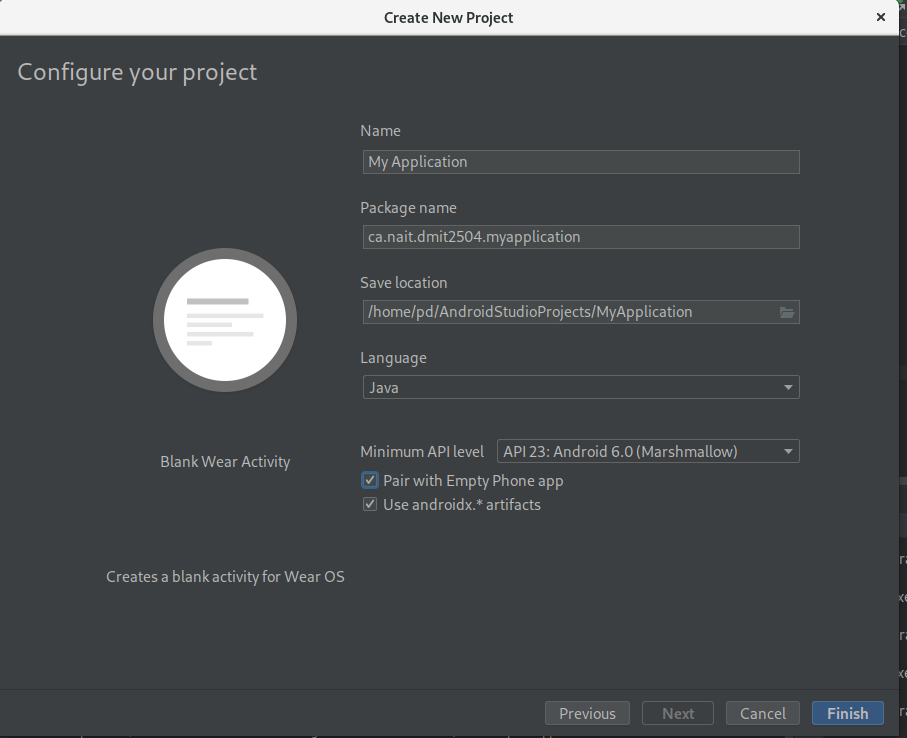 Create New Project
Configure your project
Name
My Application
Package name
ca.nait.dmit2504.myapplication
Save location
/home/pd/AndroidStudioProjects/MyApplication
Language
Java
Blank Wear Activity
Minimum API level API 23: Android 6.0 (Marshmallow)
Pair with Empty Phone app
Use androidx.* artifacts
Creates a blank activity for Wear OS
Previous Next Cancel Finish